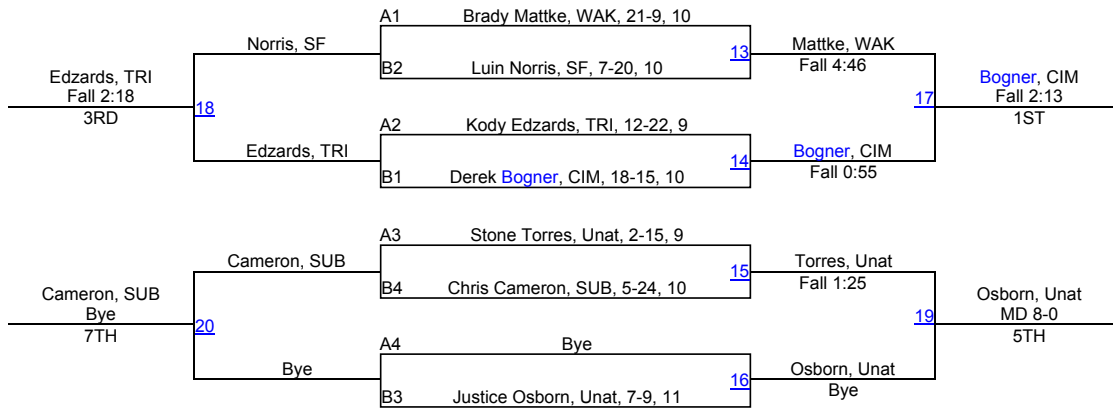 A1 Brady Mattke, WAK, 21-9, 10
Norris, SF 13 Mattke, WAK
B2 Luin Norris, SF, 7-20, 10 Fall 4:46
Edzards, TRI Bogner, CIM
Fall 2:18 18 17 Fall 2:13
3RD 1ST
A2 Kody Edzards, TRI, 12-22, 9
Edzards, TRI 14 Bogner, CIM
B1 Derek Bogner, CIM, 18-15, 10 Fall 0:55
A3 Stone Torres, Unat, 2-15, 9
Cameron, SUB 15 Torres, Unat
B4 Chris Cameron, SUB, 5-24, 10 Fall 1:25
Cameron, SUB Osborn, Unat
Bye 20 19 MD 8-0
7TH 5TH
A4 Bye
Bye 16 Osborn, Unat
B3 Justice Osborn, Unat, 7-9, 11 Bye